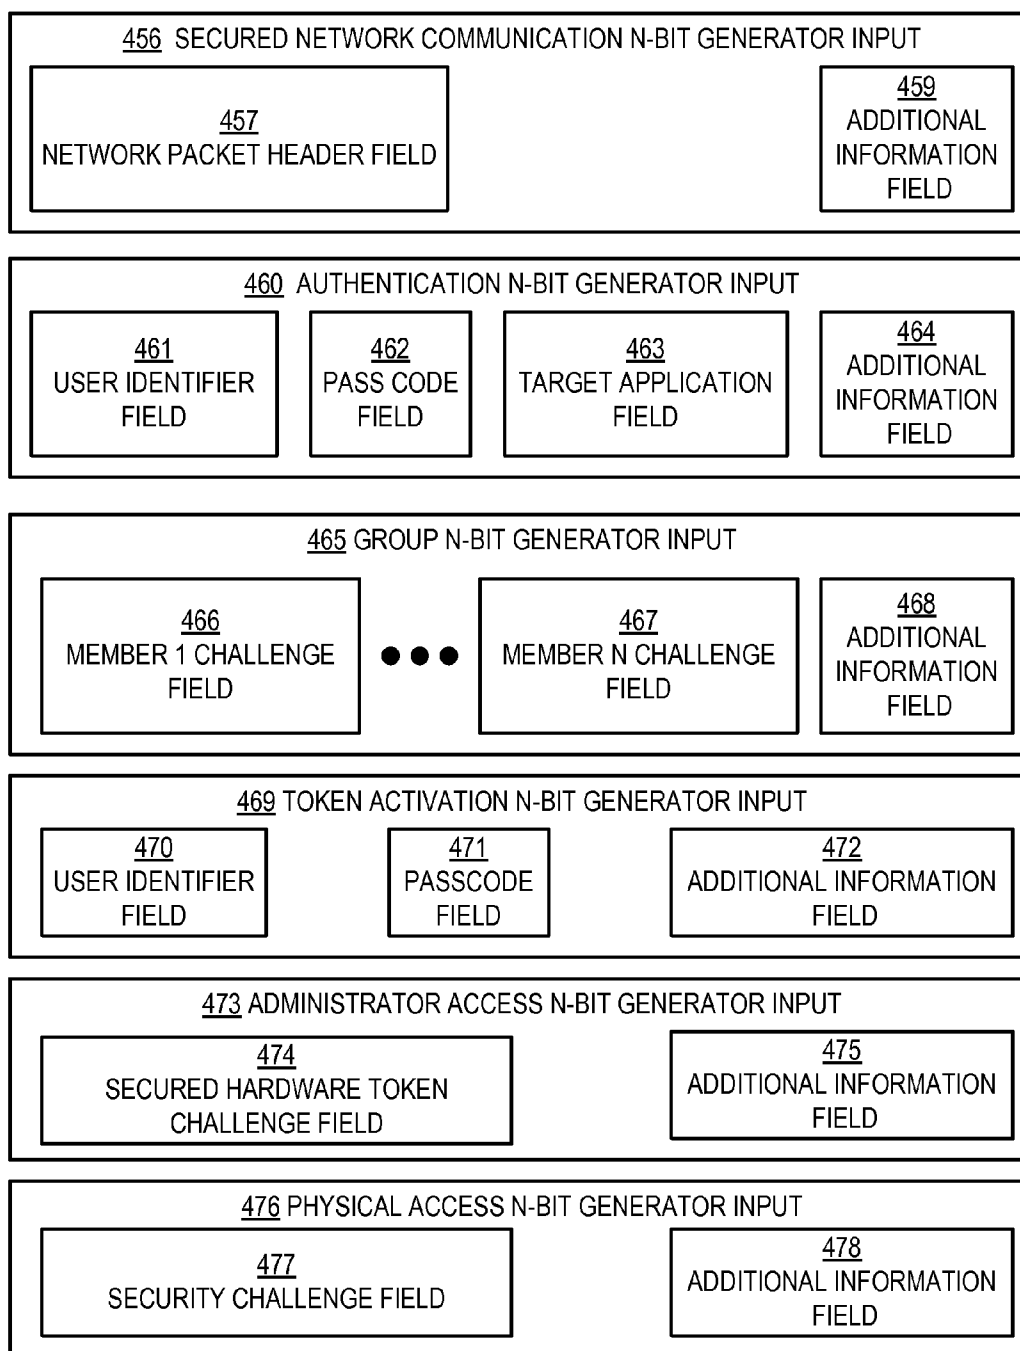 456 SECURED NETWORK COMMUNICATION N-BIT GENERATOR INPUT
457
NETWORK PACKET HEADER FIELD
459
ADDITIONAL
INFORMATION
FIELD
460 AUTHENTICATION N-BIT GENERATOR INPUT
461
USER IDENTIFIER
FIELD
462
PASS CODE
FIELD
463
TARGET APPLICATION
FIELD
464
ADDITIONAL
INFORMATION
FIELD
465 GROUP N-BIT GENERATOR INPUT
466
MEMBER 1 CHALLENGE
FIELD
467
MEMBER N CHALLENGE
FIELD
468
ADDITIONAL
INFORMATION
FIELD
469 TOKEN ACTIVATION N-BIT GENERATOR INPUT
470
USER IDENTIFIER
FIELD
471
PASSCODE
FIELD
472
ADDITIONAL INFORMATION
FIELD
473 ADMINISTRATOR ACCESS N-BIT GENERATOR INPUT
474
SECURED HARDWARE TOKEN
CHALLENGE FIELD
475
ADDITIONAL INFORMATION
FIELD
476 PHYSICAL ACCESS N-BIT GENERATOR INPUT
477
SECURITY CHALLENGE FIELD
478
ADDITIONAL INFORMATION
FIELD